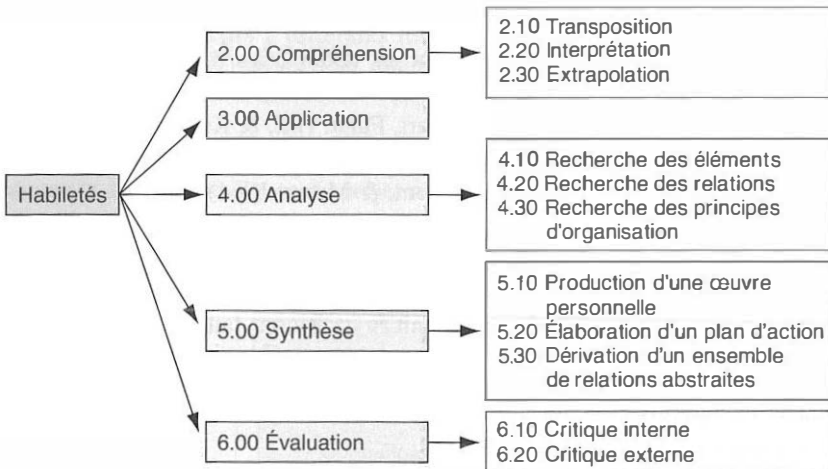 Habiletés
2.00 Compréhension
2.10 Transposition
2.20 Interprétation
2.30 Extrapolation
3.00 Application
4.00 Analyse
4.10 Recherche des éléments
4.20 Recherche des relations
4.30 Recherche des principes
d'organisation
5.00 Synthèse
5.10 Production d'une œuvre
personnelle
5.20 Élaboration d'un plan d'action
5.30 Dérivation d'un ensemble
de relations abstraites
6.00 Évaluation
6.10 Critique interne
6.20 Critique externe